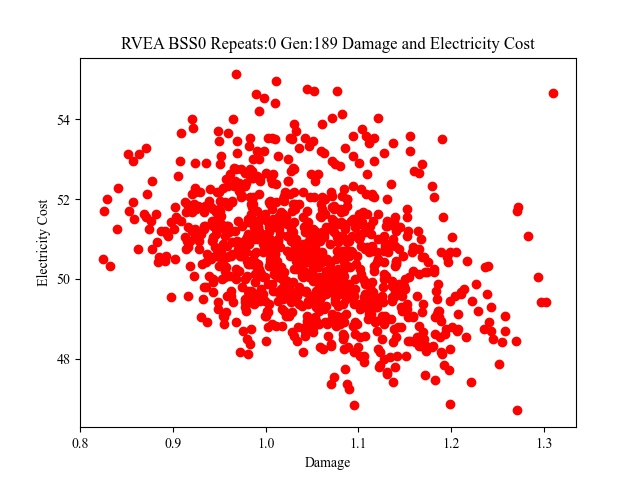 RVEA BSS0 Repeats:0 Gen:189 Damage and Electricity Cost
54
52
50
48
Electricity Cost
0.8 0.9 1.0 1.1 1.2 1.3
Damage